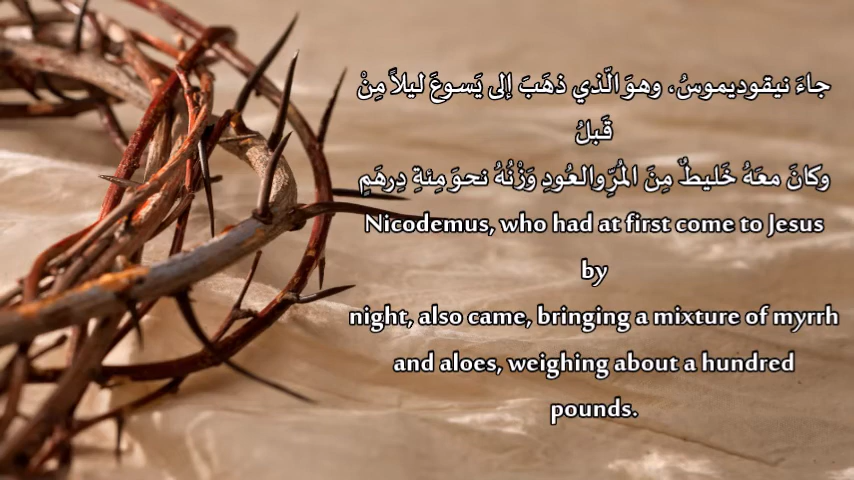 جاءَ نيقوديموسُ، وهوَ الّذي ذهَبَ إلى يَسوعَ ليلاً مِنْ
قَبلُ
وكانَ معَهُ خَليطٌ مِنَ المُرِّوالعُودِ وَزْنُهُ نحوَ مِئةِ دِرهَمٍ
Nicodemus, who had at first come to Jesus
by
night, also came, bringing a mixture of myrrh
and aloes, weighing about a hundred
pounds.